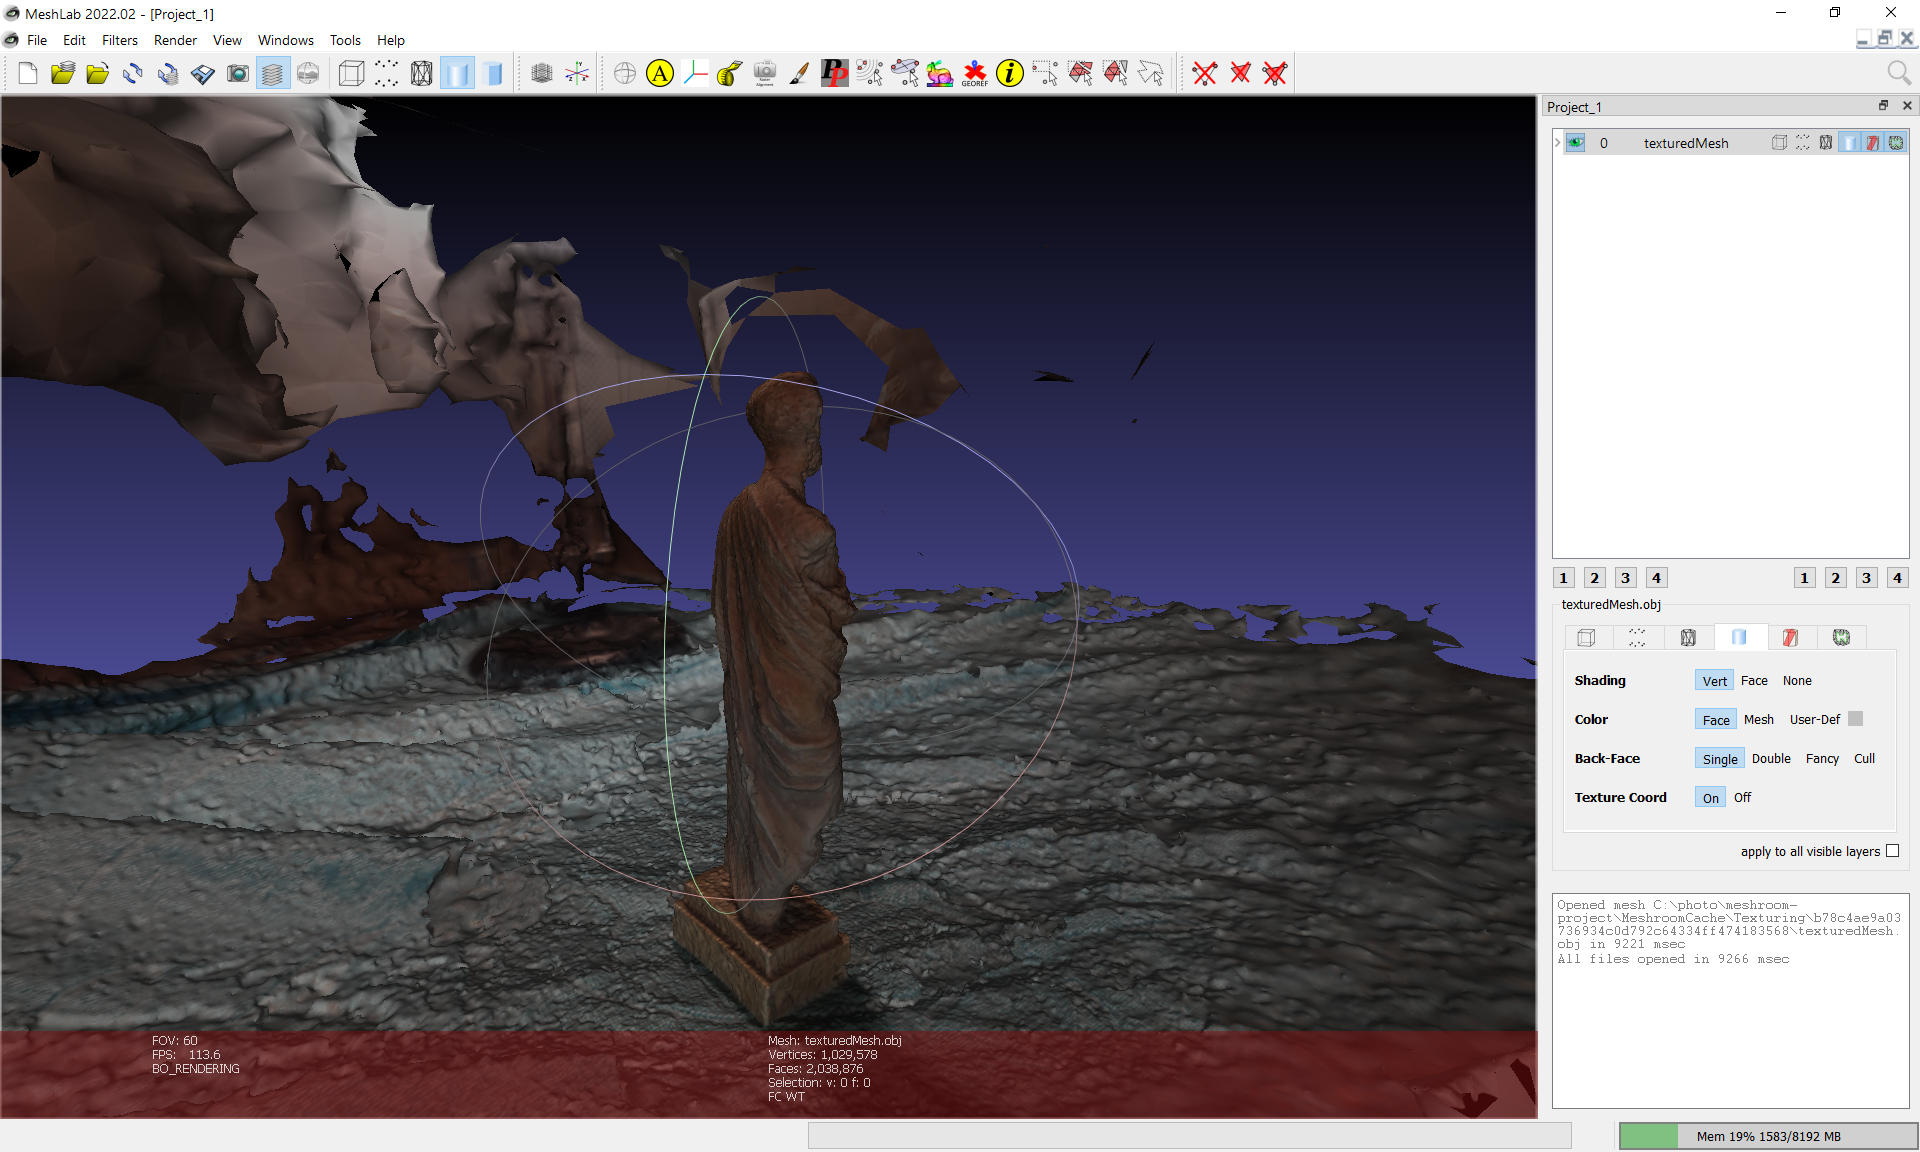 MeshLab 2022.02 - [Project_1]
File Edit Filters Render View Windows Tools Help
A
PP
GEOREF
i
Project_1
0 texturedMesh
1 2 3 4 1 2 3 4
texturedMesh.obj
Shading Vert Face None
Color Face Mesh User-Def
Back-Face Single Double Fancy Cull
Texture Coord On Off
apply to all visible layers
Opened mesh C:\photo\meshroom-
project\MeshroomCache\Texturing\b78c4ae9a03
736934c0d792c64334ff474183568\texturedMesh.
obj in 9221 msec
All files opened in 9266 msec
FOV: 60
FPS: 113.6
BO_RENDERING
Mesh: texturedMesh.obj
Vertices: 1,029,578
Faces: 2,038,876
Selection: v: 0 f: 0
FC WT
Mem 19% 1583/8192 MB